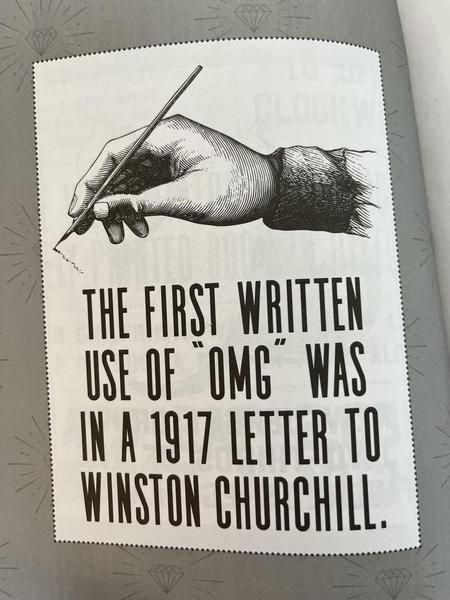 THE FIRST WRITTEN
USE OF "OMG" WAS
IN A 1917 LETTER TO
WINSTON CHURCHILL.